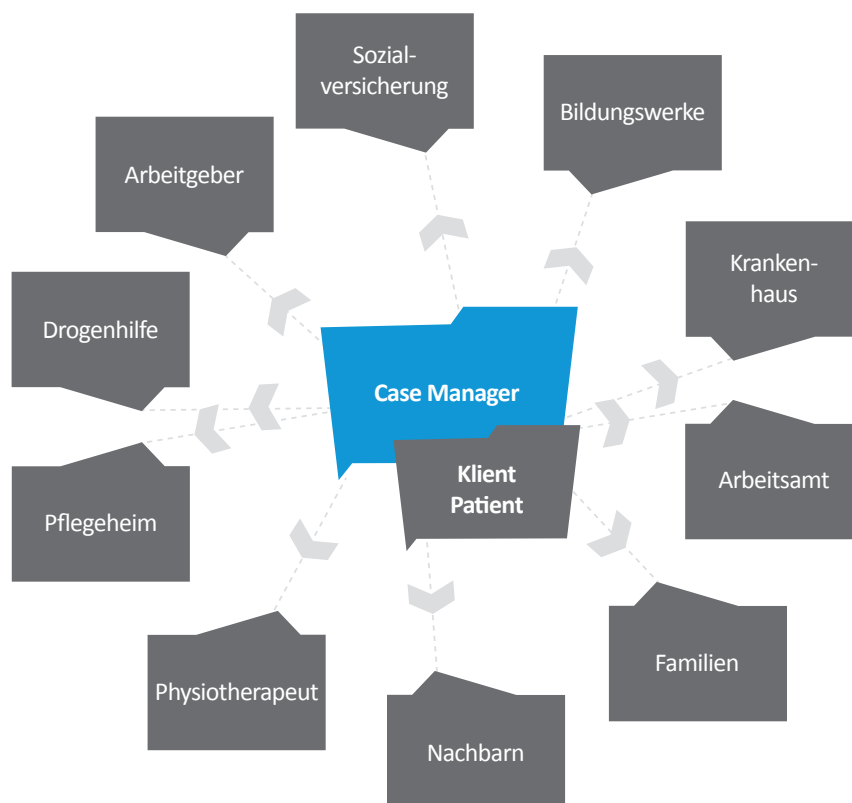 Sozial-
versicherung
Bildungswerke
Arbeitgeber
Kranken-
haus
Drogenhilfe
Case Manager
Klient
Patient
Arbeitsamt
Pflegeheim
Familien
Physiotherapeut
Nachbarn